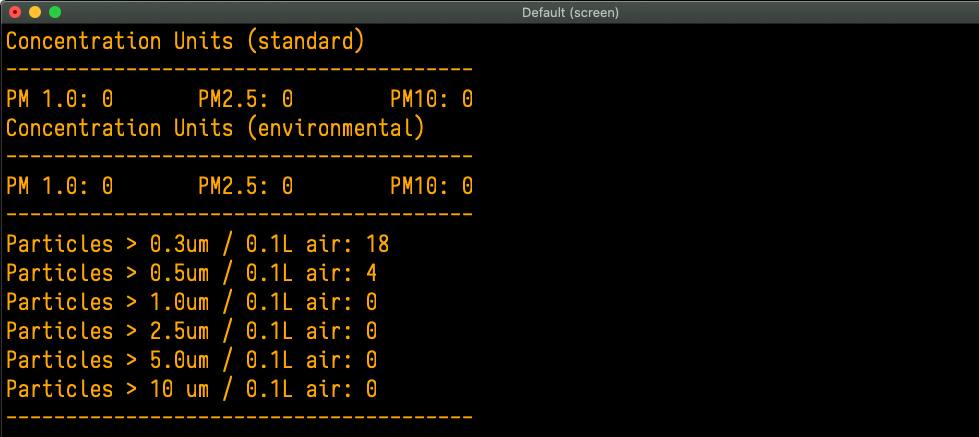 Default (screen)
Concentration Units (standard)
---------------------------------------
PM 1.0: 0       PM2.5: 0        PM10: 0
Concentration Units (environmental)
---------------------------------------
PM 1.0: 0       PM2.5: 0        PM10: 0
---------------------------------------
Particles > 0.3um / 0.1L air: 18
Particles > 0.5um / 0.1L air: 4
Particles > 1.0um / 0.1L air: 0
Particles > 2.5um / 0.1L air: 0
Particles > 5.0um / 0.1L air: 0
Particles > 10 um / 0.1L air: 0
---------------------------------------